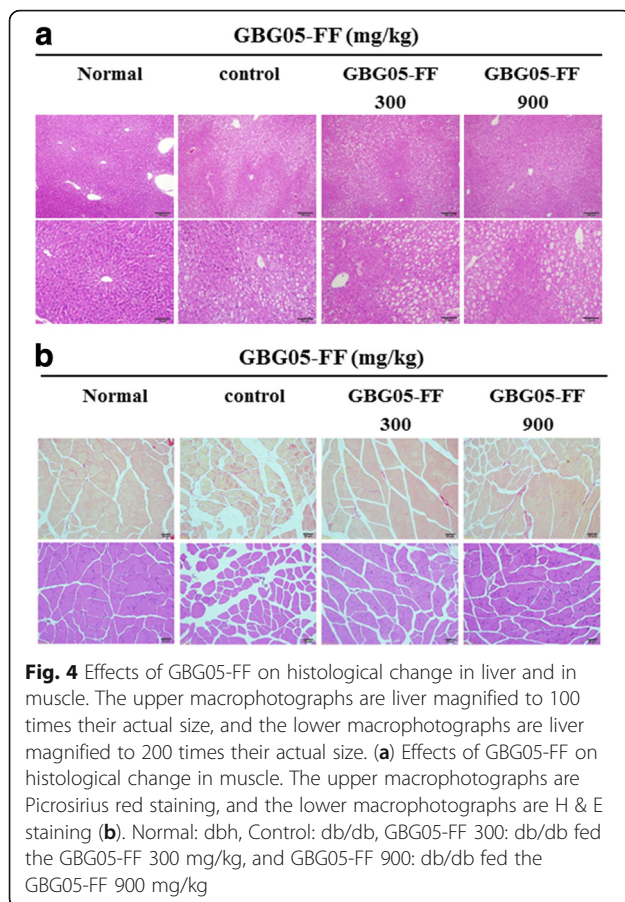 a
GBG05-FF (mg/kg)
Normal control GBG05-FF 300 GBG05-FF 900
b
GBG05-FF (mg/kg)
Normal control GBG05-FF 300 GBG05-FF 900
Fig. 4 Effects of GBG05-FF on histological change in liver and in
muscle. The upper macrophotographs are liver magnified to 100
times their actual size, and the lower macrophotographs are liver
magnified to 200 times their actual size. (a) Effects of GBG05-FF on
histological change in muscle. The upper macrophotographs are
Picrosirius red staining, and the lower macrophotographs are H & E
staining (b). Normal: dbh, Control: db/db, GBG05-FF 300: db/db fed
the GBG05-FF 300 mg/kg, and GBG05-FF 900: db/db fed the
GBG05-FF 900 mg/kg